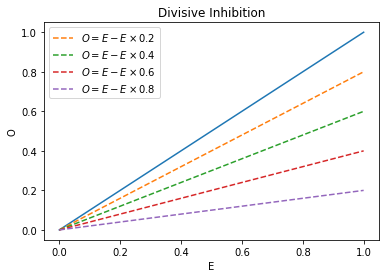 Divisive Inhibition
O = E − E × 0.2
O = E − E × 0.4
O = E − E × 0.6
O = E − E × 0.8
O
1.0
0.8
0.6
0.4
0.2
0.0
0.0 0.2 0.4 0.6 0.8 1.0
E